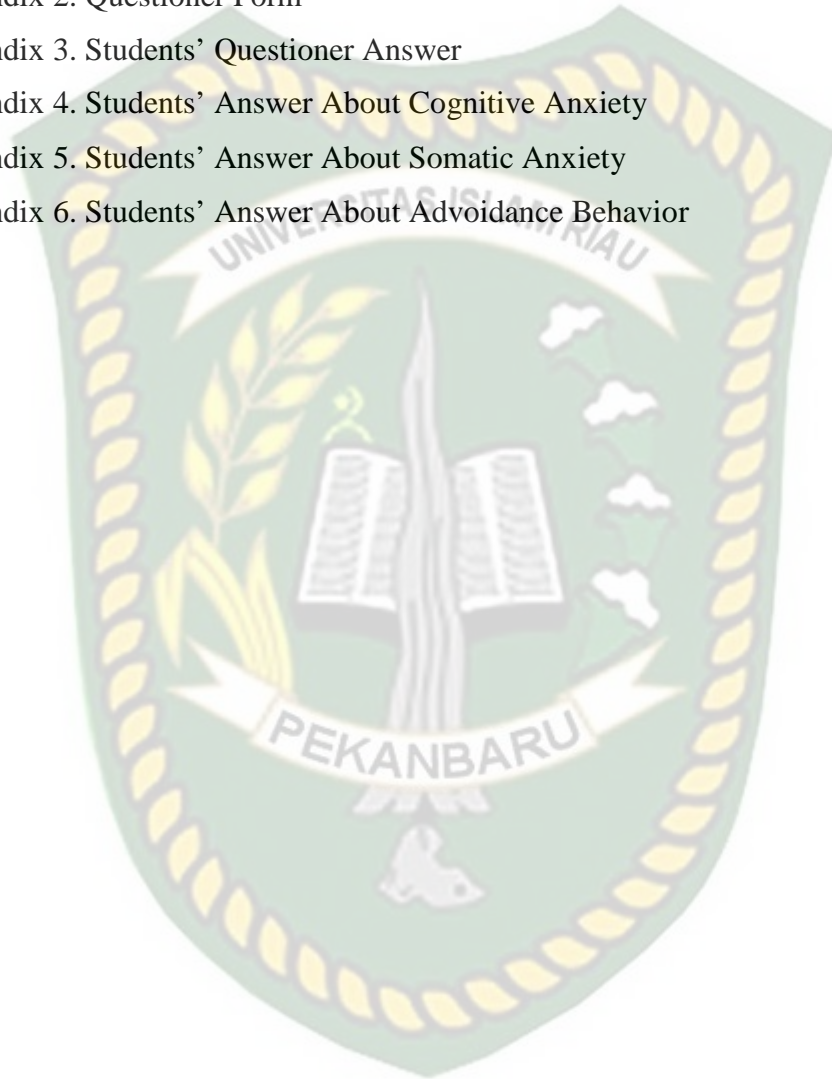 ndix 2. Questioner Form
ndix 3. Students’ Questioner Answer
ndix 4. Students’ Answer About Cognitive Anxiety
ndix 5. Students’ Answer About Somatic Anxiety
ndix 6. Students’ Answer About Advoidance Behavior
UNIVERSITAS ISLAM RIAU
PEKANBARU